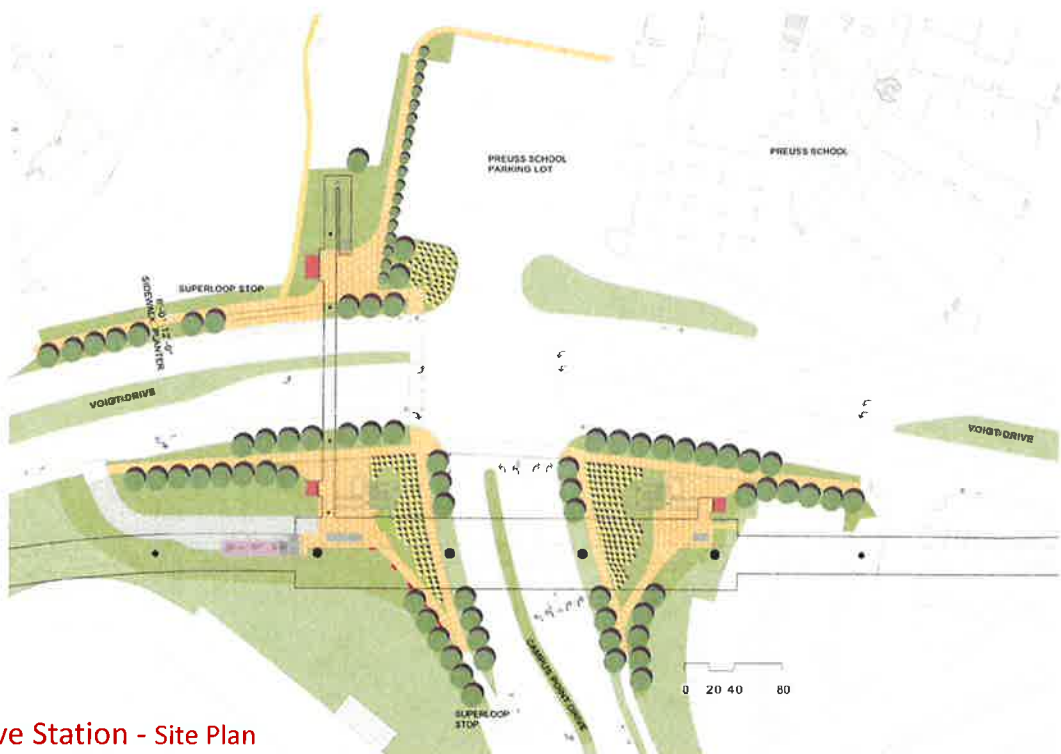 PREUSS SCHOOL
PARKING LOT
PREUSS SCHOOL
SUPERLOOP STOP
SIDEWALK PLANTER
VOIGT DRIVE
VOIGT DRIVE
CAMPUS POINT DRIVE
0 20 40 80
SUPERLOOP
STOP
ve Station - Site Plan